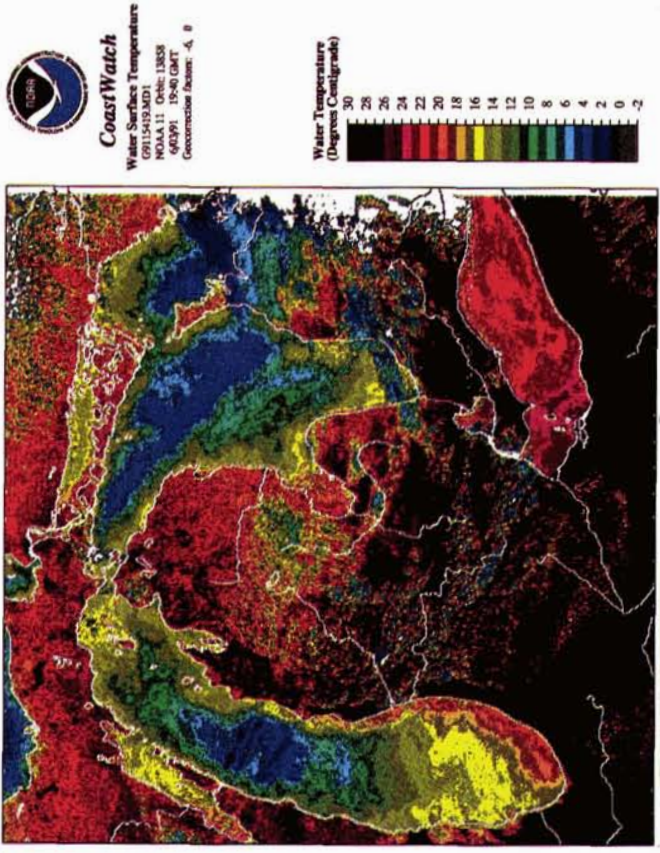 NOAA
CoastWatch
Water Surface Temperature
G9115419.MD1
NOAA 11 Orbit: 13858
6/03/91 19:40 GMT
Geocorrection factors: -6, 0
Water Temperature
(Degrees Centigrade)
30
28
26
24
22
20
18
16
14
12
10
8
6
4
2
0
-2